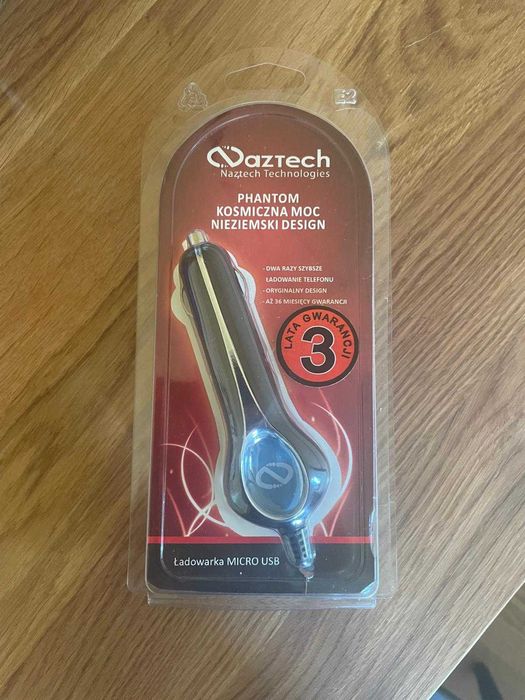 Naztech
Naztech Technologies
PHANTOM
KOSMICZNA MOC
NIEZIEMSKI DESIGN
- DWA RAZY SZYBSZE
ŁADOWANIE TELEFONU
- ORYGINALNY DESIGN
- AŻ 36 MIESIĘCY GWARANCJI
LATA GWARANCJI
3
N
Ładowarka MICRO USB